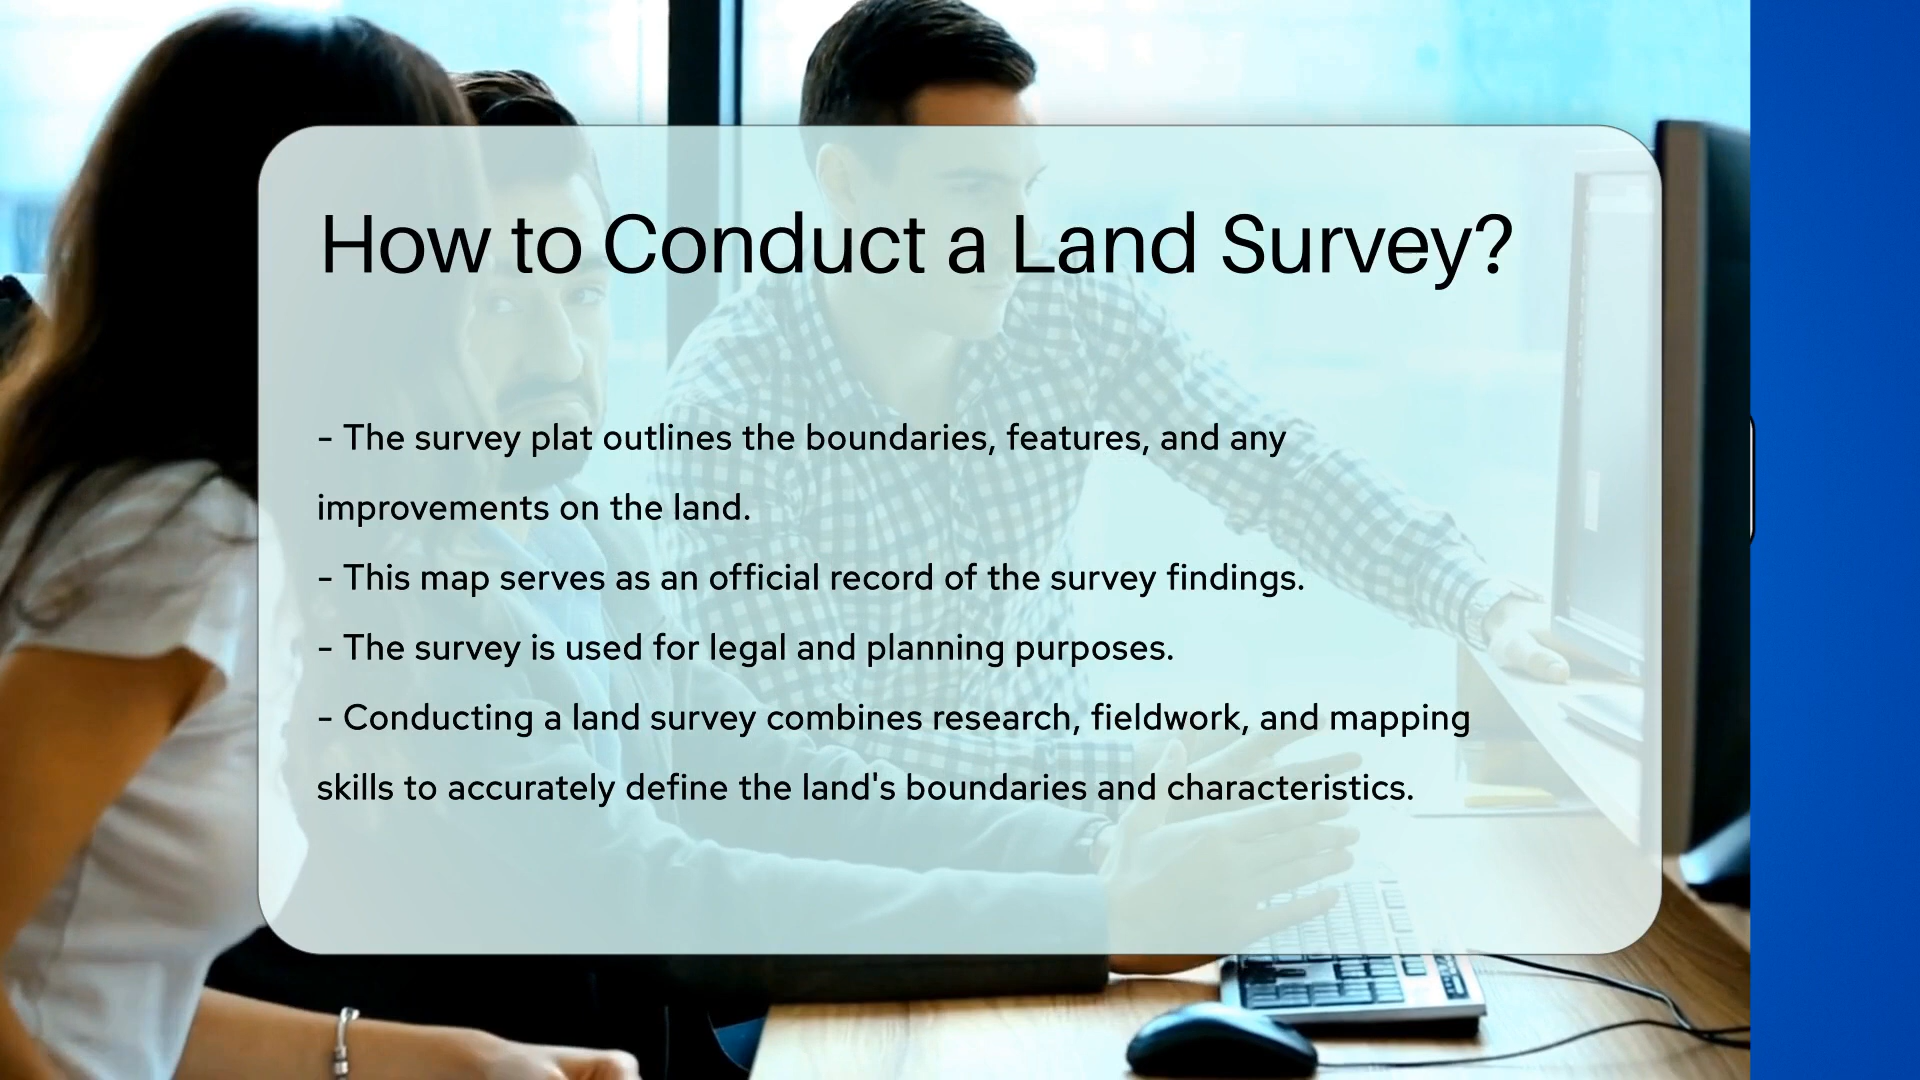 How to Conduct a Land Survey?
- The survey plat outlines the boundaries, features, and any
improvements on the land.
- This map serves as an official record of the survey findings.
- The survey is used for legal and planning purposes.
- Conducting a land survey combines research, fieldwork, and mapping
skills to accurately define the land's boundaries and characteristics.